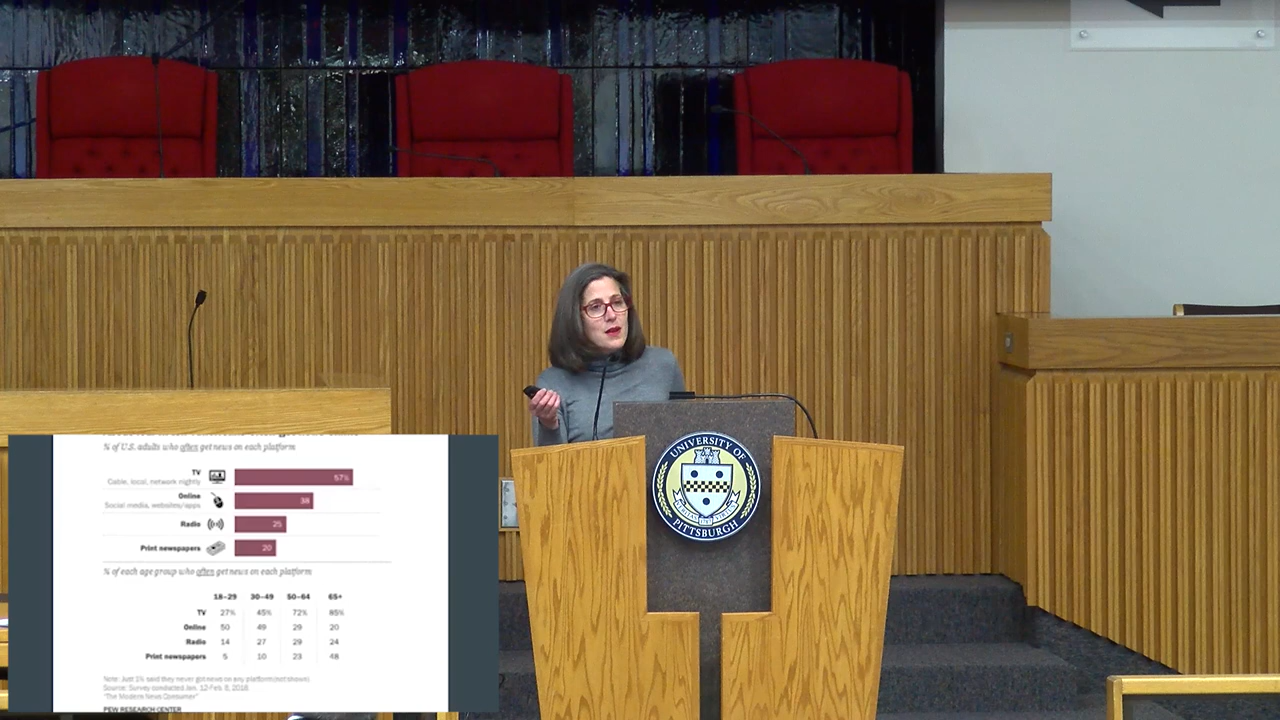 UNIVERSITY OF
PITTSBURGH
% of U.S. adults who often get news on each platform
TV
Cable, local, network nightly
57%
Online
Social media, websites/apps
38
Radio
25
Print newspapers
20
% of each age group who often get news on each platform
18–29 30–49 50–64 65+
TV 27% 45% 72% 85%
Online 50 49 29 20
Radio 14 27 29 24
Print newspapers 5 10 23 48
Note: Just 1% said they never got news on any platform (not shown)
Source: Survey conducted Jan. 12-Feb. 8, 2016.
"The Modern News Consumer"
PEW RESEARCH CENTER